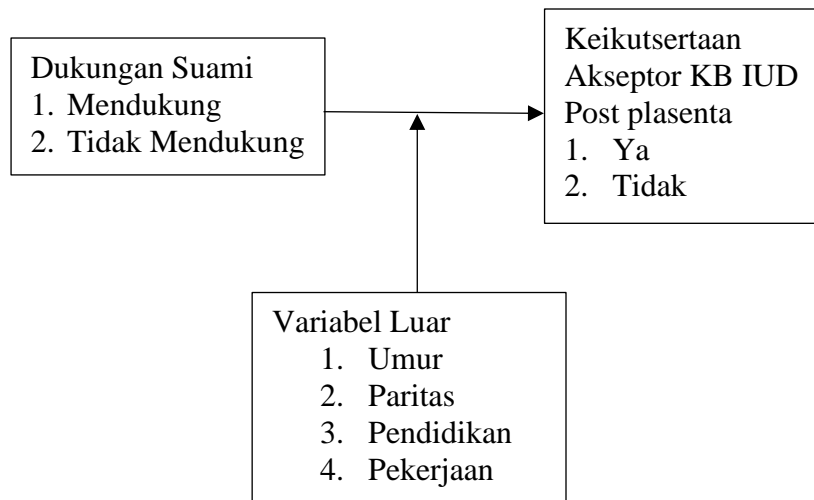 Dukungan Suami
1. Mendukung
2. Tidak Mendukung
Keikutsertaan
Akseptor KB IUD
Post plasenta
1. Ya
2. Tidak
Variabel Luar
1. Umur
2. Paritas
3. Pendidikan
4. Pekerjaan